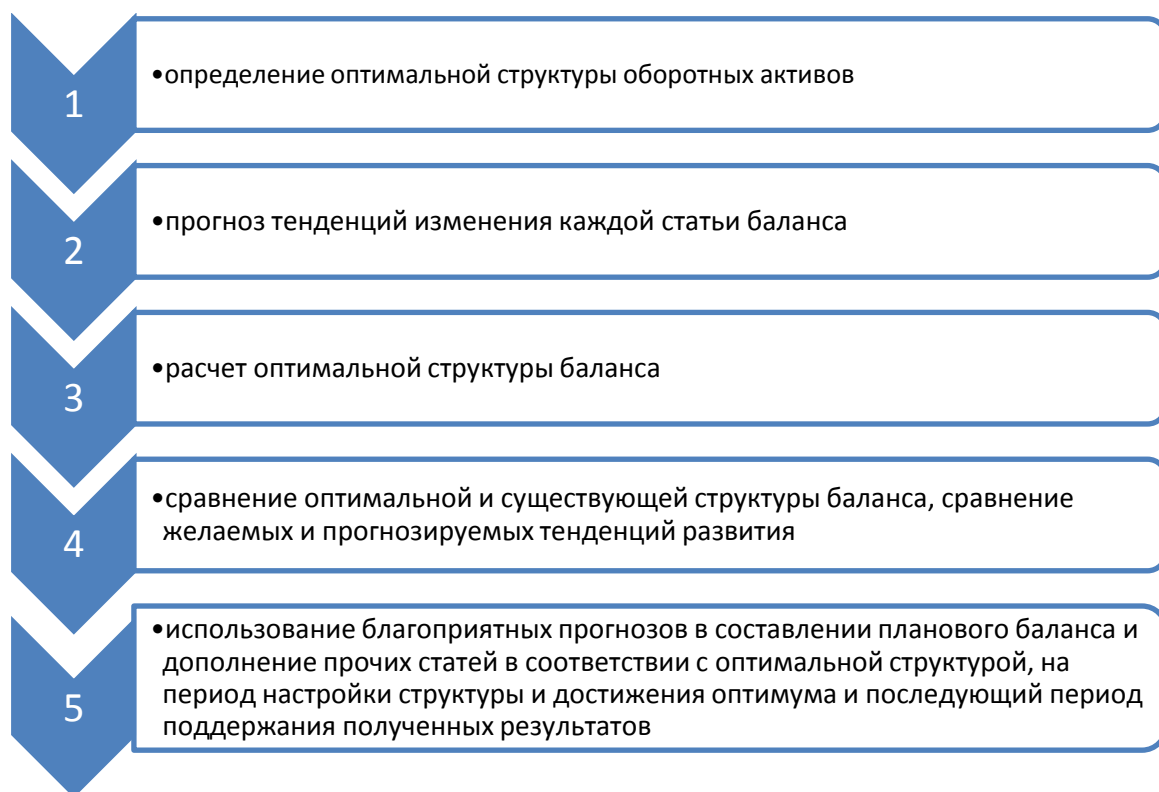 1
•определение оптимальной структуры оборотных активов
2
•прогноз тенденций изменения каждой статьи баланса
3
•расчет оптимальной структуры баланса
4
•сравнение оптимальной и существующей структуры баланса, сравнение
желаемых и прогнозируемых тенденций развития
5
•использование благоприятных прогнозов в составлении планового баланса и
дополнение прочих статей в соответствии с оптимальной структурой, на
период настройки структуры и достижения оптимума и последующий период
поддержания полученных результатов